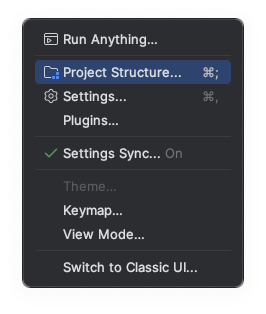 Run Anything...
Project Structure... ⌘;
Settings... ⌘,
Plugins...
Settings Sync... On
Theme...
Keymap...
View Mode...
Switch to Classic UI...